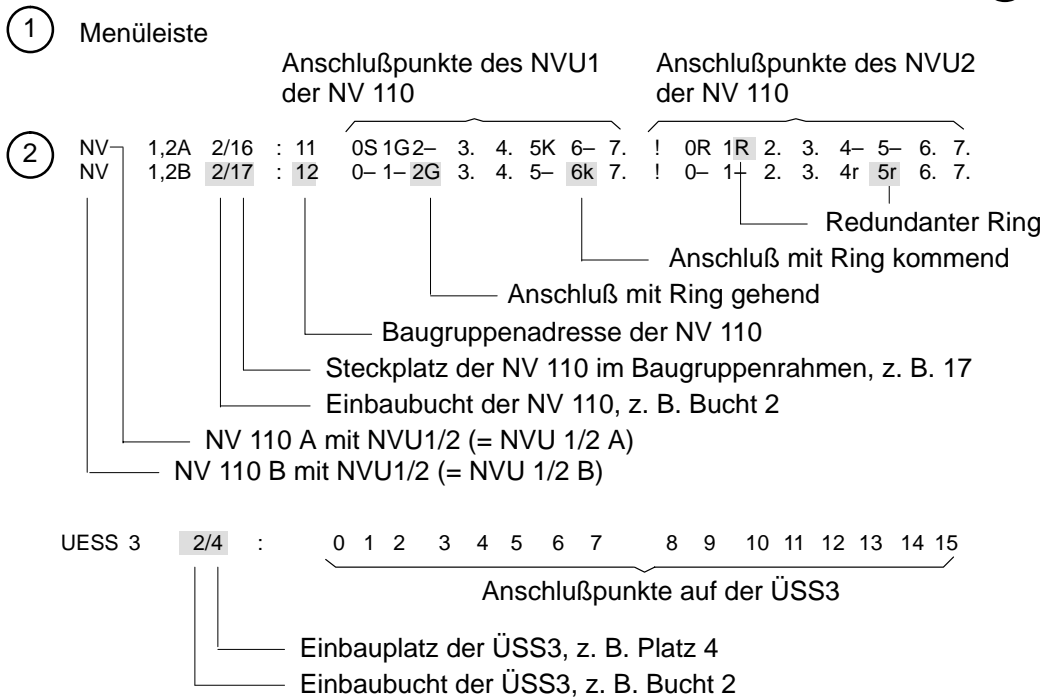 1 Menüleiste
Anschlußpunkte des NVU1 Anschlußpunkte des NVU2
der NV 110 der NV 110
2 NV 1,2A 2/16 : 11 0S 1G2– 3. 4. 5K 6– 7. ! 0R 1R 2. 3. 4– 5– 6. 7.
NV 1,2B 2/17 : 12 0– 1– 2G 3. 4. 5– 6k 7. ! 0– 1– 2. 3. 4r 5r 6. 7.
Redundanter Ring
Anschluß mit Ring kommend
Anschluß mit Ring gehend
Baugruppenadresse der NV 110
Steckplatz der NV 110 im Baugruppenrahmen, z. B. 17
Einbaubucht der NV 110, z. B. Bucht 2
NV 110 A mit NVU1/2 (= NVU 1/2 A)
NV 110 B mit NVU1/2 (= NVU 1/2 B)
UESS 3 2/4 : 0 1 2 3 4 5 6 7 8 9 10 11 12 13 14 15
Anschlußpunkte auf der ÜSS3
Einbauplatz der ÜSS3, z. B. Platz 4
Einbaubucht der ÜSS3, z. B. Bucht 2